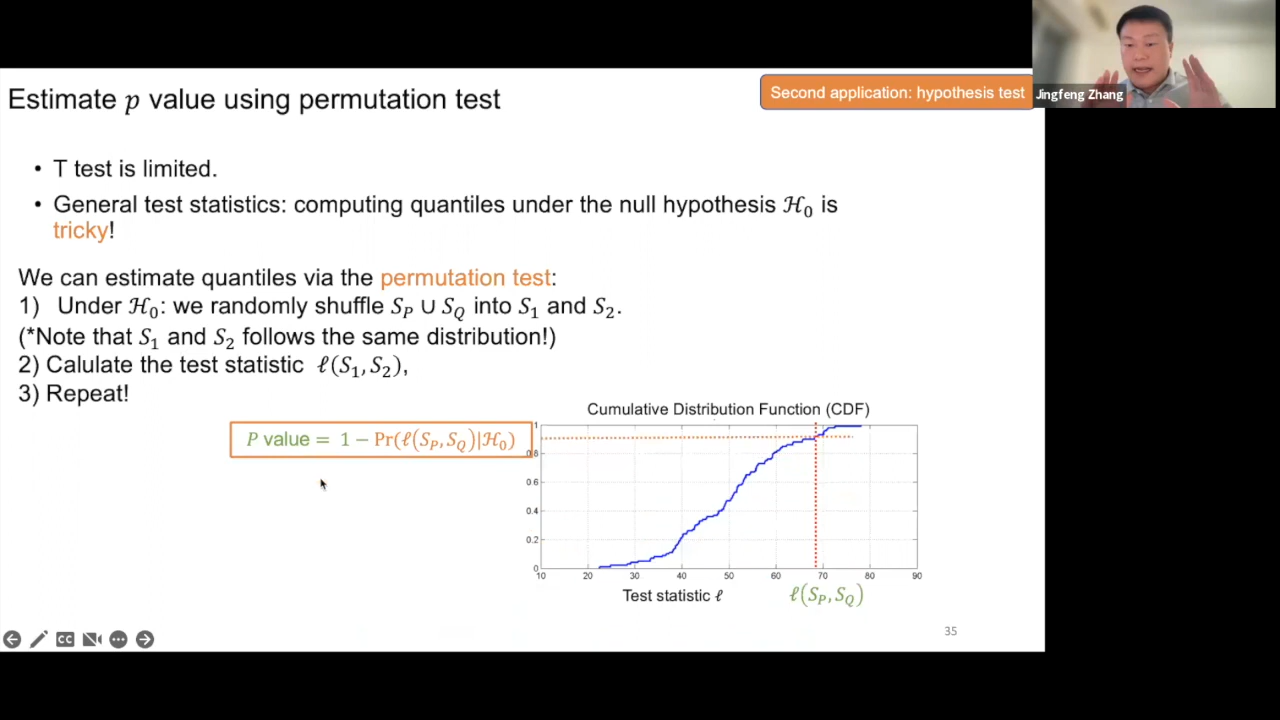 Estimate 𝑝 value using permutation test
Second application: hypothesis test
Jingfeng Zhang
• T test is limited.
• General test statistics: computing quantiles under the null hypothesis ℋ₀ is
tricky!
We can estimate quantiles via the permutation test:
1) Under ℋ₀: we randomly shuffle 𝑆_𝑃 ∪ 𝑆_𝑄 into 𝑆₁ and 𝑆₂.
(*Note that 𝑆₁ and 𝑆₂ follows the same distribution!)
2) Calulate the test statistic ℓ(𝑆₁, 𝑆₂),
3) Repeat!
𝑃 value = 1 − Pr(ℓ(𝑆_𝑃, 𝑆_𝑄)|ℋ₀)
Cumulative Distribution Function (CDF)
1
0.8
0.6
0.4
0.2
0
10 20 30 40 50 60 70 80 90
Test statistic ℓ
ℓ(𝑆_𝑃, 𝑆_𝑄)
35
CC